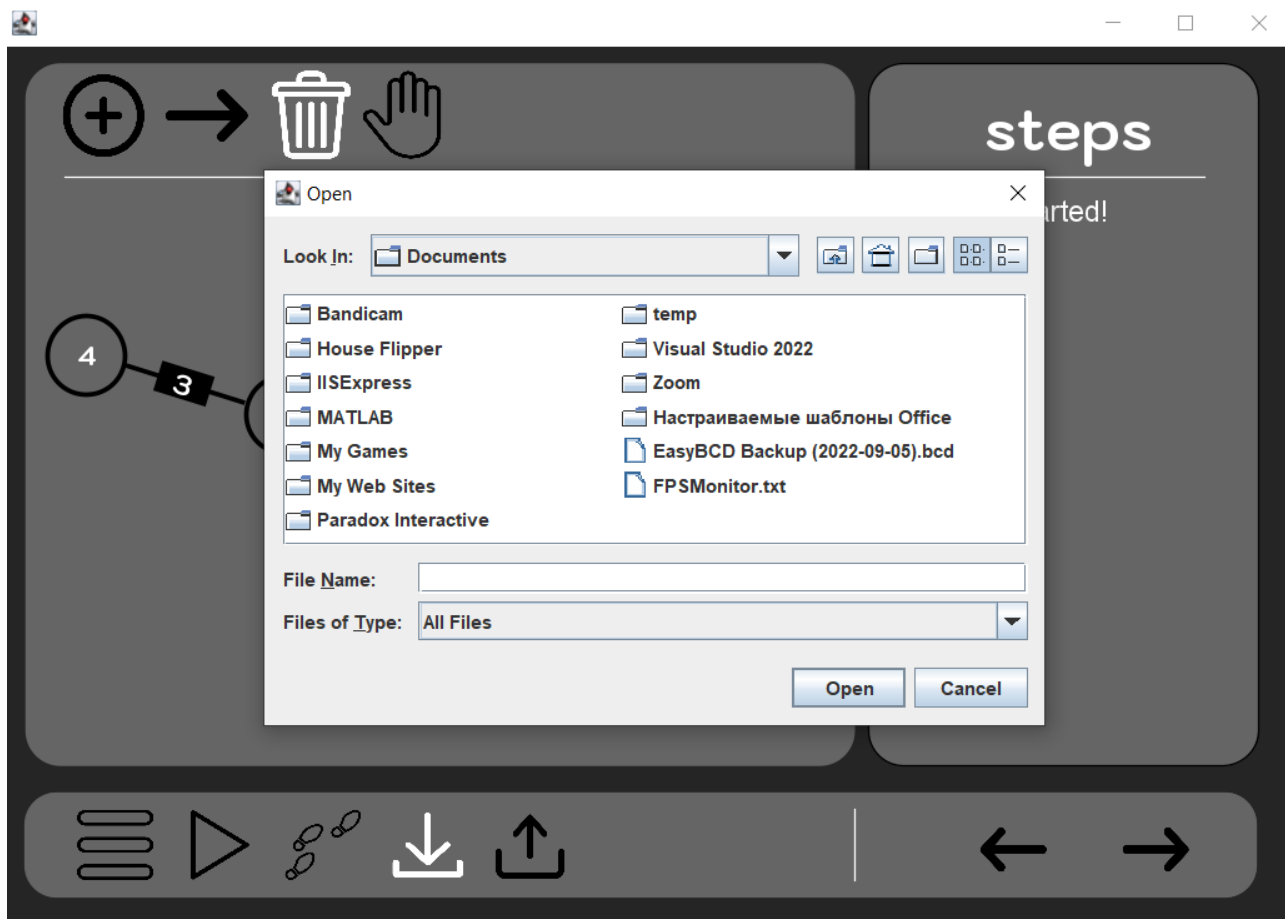 steps
Open
arted!
Look In:
Documents
Bandicam
temp
House Flipper
Visual Studio 2022
IISExpress
Zoom
MATLAB
Настраиваемые шаблоны Office
My Games
EasyBCD Backup (2022-09-05).bcd
My Web Sites
FPSMonitor.txt
Paradox Interactive
4
3
File Name:
Files of Type:
All Files
Open
Cancel